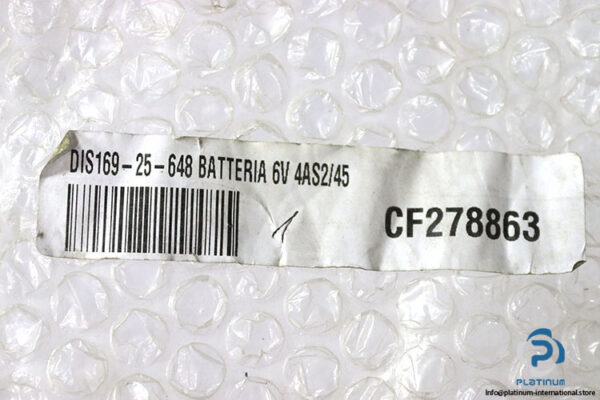 DIS169-25-648 BATTERIA 6V 4AS2/45
1
CF278863
PLATINUM
Info@platinum-international.store